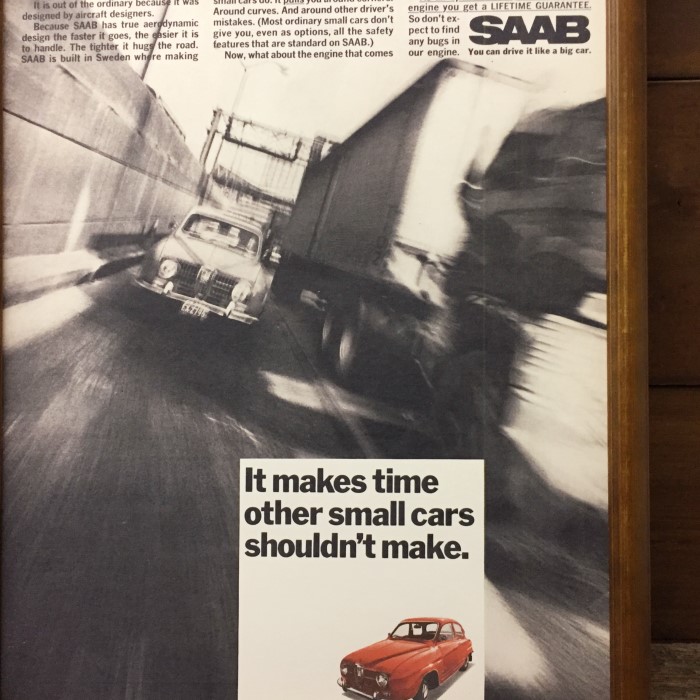 It is out of the ordinary because it was
designed by aircraft designers.
Because SAAB has true aerodynamic
design the faster it goes, the easier it is
to handle. The tighter it hugs the road.
SAAB is built in Sweden where making
small cars do. It pulls you around corners.
Around curves. And around other driver's
mistakes. (Most ordinary small cars don't
give you, even as options, all the safety
features that are standard on SAAB.)
Now, what about the engine that comes
engine you get a LIFETIME GUARANTEE.
So don't ex-
pect to find
any bugs in
our engine.
SAAB
You can drive it like a big car.
It makes time
other small cars
shouldn't make.